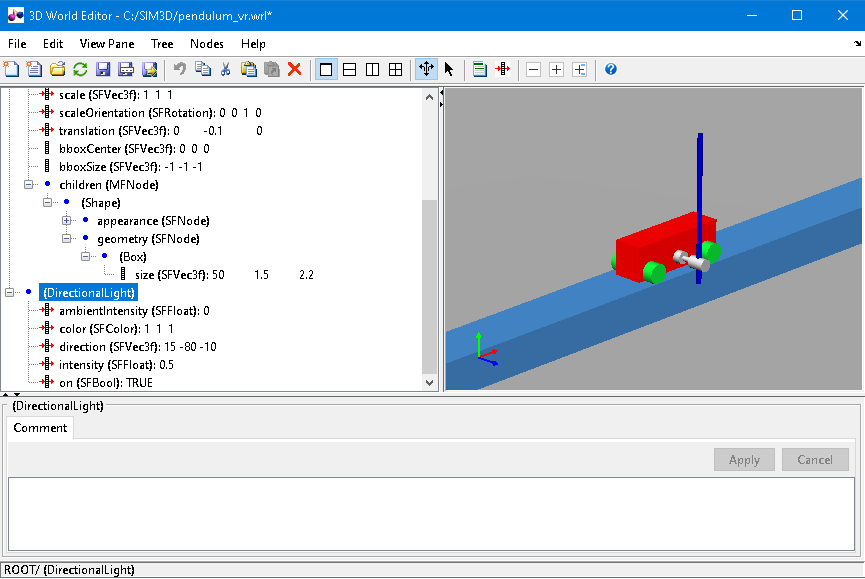 3D World Editor - C:/SIM3D/pendulum_vr.wrl*
File Edit View Pane Tree Nodes Help
scale (SFVec3f): 1 1 1
scaleOrientation (SFRotation): 0 0 1 0
translation (SFVec3f): 0 -0.1 0
bboxCenter (SFVec3f): 0 0 0
bboxSize (SFVec3f): -1 -1 -1
children (MFNode)
(Shape)
appearance (SFNode)
geometry (SFNode)
(Box)
size (SFVec3f): 50 1.5 2.2
(DirectionalLight)
ambientIntensity (SFFloat): 0
color (SFColor): 1 1 1
direction (SFVec3f): 15 -80 -10
intensity (SFFloat): 0.5
on (SFBool): TRUE
(DirectionalLight)
Comment
Apply Cancel
ROOT/ (DirectionalLight)